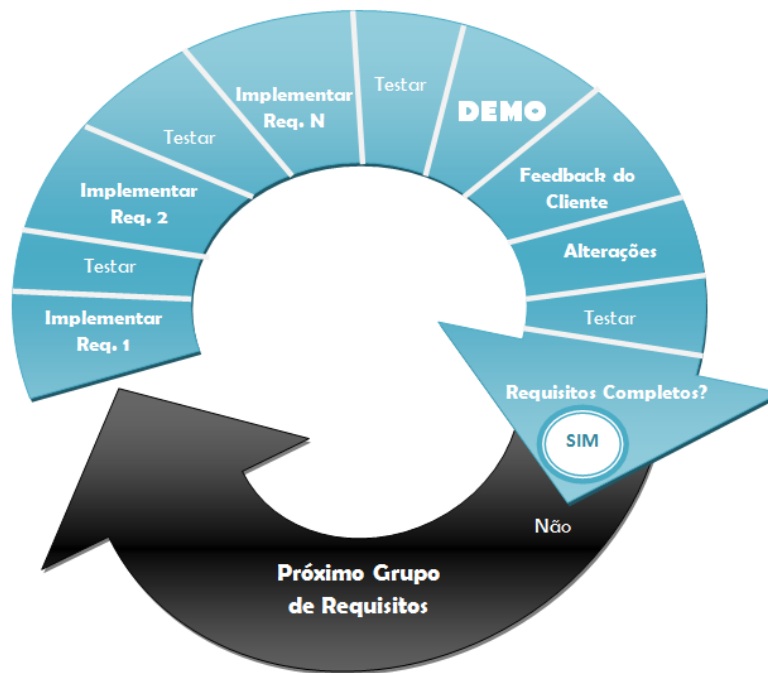 Implementar
Req. 1
Testar
Implementar
Req. 2
Testar
Implementar
Req. N
Testar
DEMO
Feedback do
Cliente
Alterações
Testar
Requisitos Completos?
SIM
Não
Próximo Grupo
de Requisitos